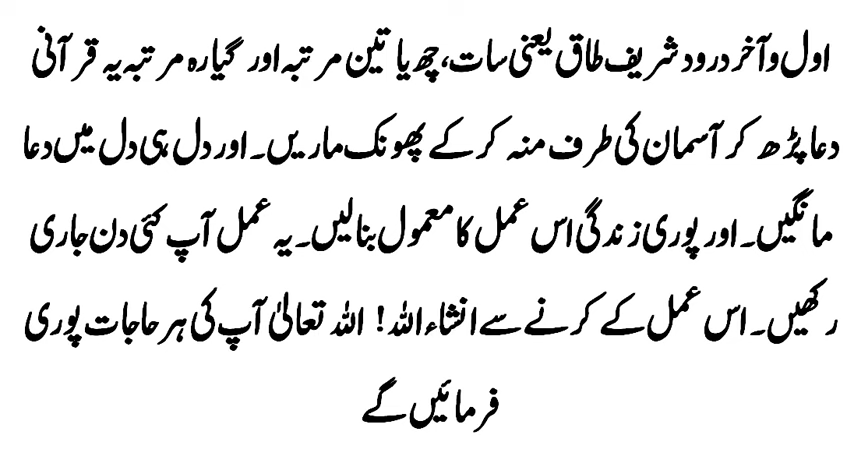 اول وآخر درود شریف طاق یعنی سات، چھ یا تین مرتبہ اور گیارہ مرتبہ یہ قرآنی
دعا پڑھ کر آسمان کی طرف منہ کر کے پھونک ماریں۔ اور دل ہی دل میں دعا
مانگیں۔ اور پوری زندگی اس عمل کا معمول بنالیں۔ یہ عمل آپ کئی دن جاری
رکھیں۔ اس عمل کے کرنے سے انشاء اللہ! اللہ تعالیٰ آپ کی ہر حاجات پوری
فرمائیں گے